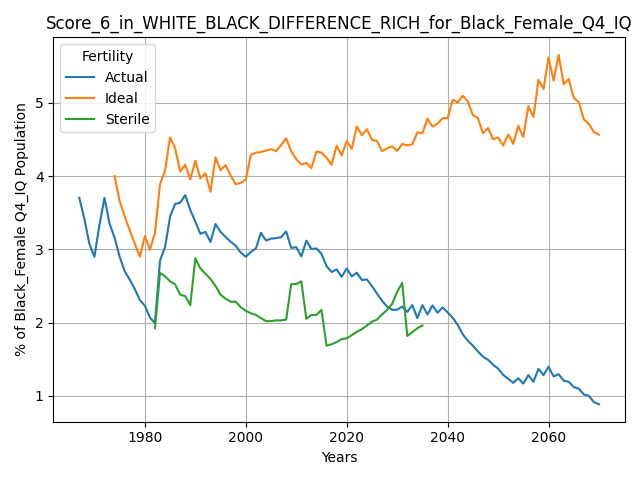 Score_6_in_WHITE_BLACK_DIFFERENCE_RICH_for_Black_Female_Q4_IQ
Fertility
Actual
Ideal
Sterile
% of Black_Female Q4_IQ Population
5
4
3
2
1
1980
2000
2020
2040
2060
Years